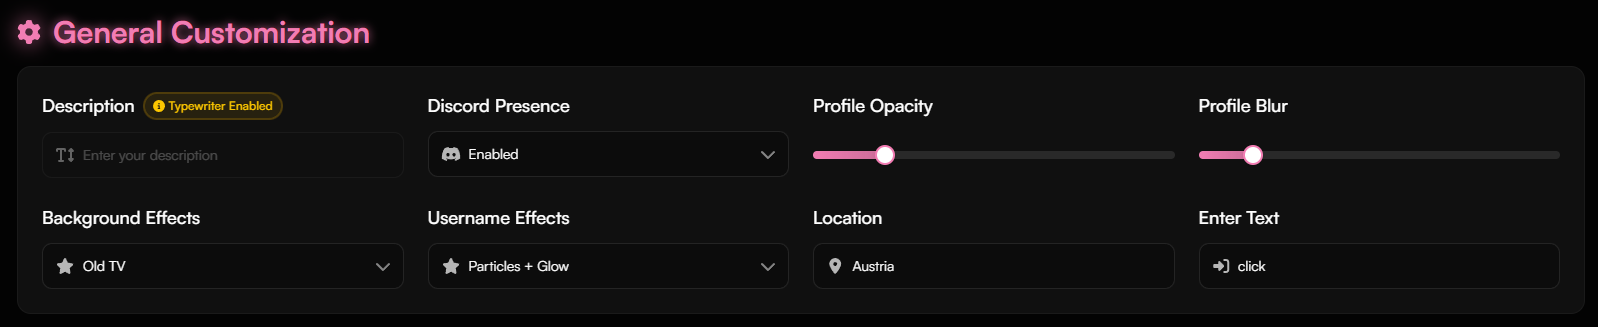 General Customization
Description
Typewriter Enabled
Discord Presence
Profile Opacity
Profile Blur
Enter your description
Enabled
Background Effects
Username Effects
Location
Enter Text
Old TV
Particles + Glow
Austria
click